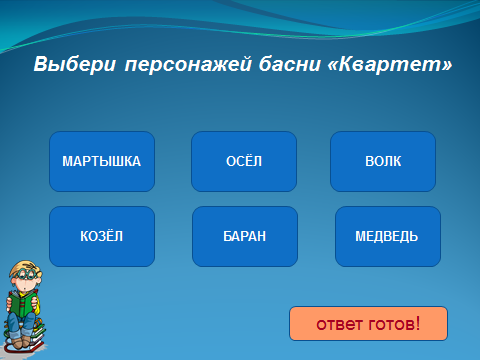 Выбери персонажей басни «Квартет»
МАРТЫШКА
ОСЁЛ
ВОЛК
КОЗЁЛ
БАРАН
МЕДВЕДЬ
ответ готов!